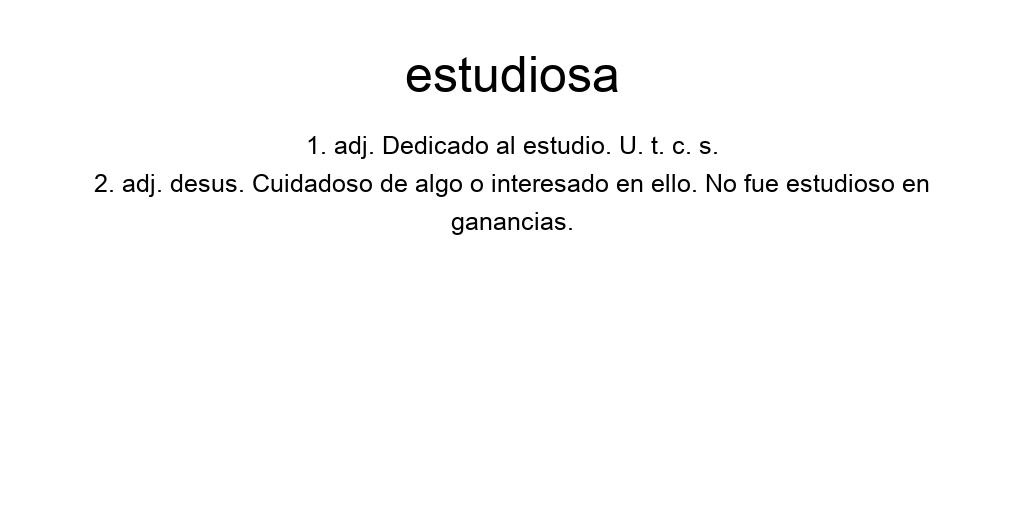 estudiosa
1. adj. Dedicado al estudio. U. t. c. s.
2. adj. desus. Cuidadoso de algo o interesado en ello. No fue estudioso en
ganancias.